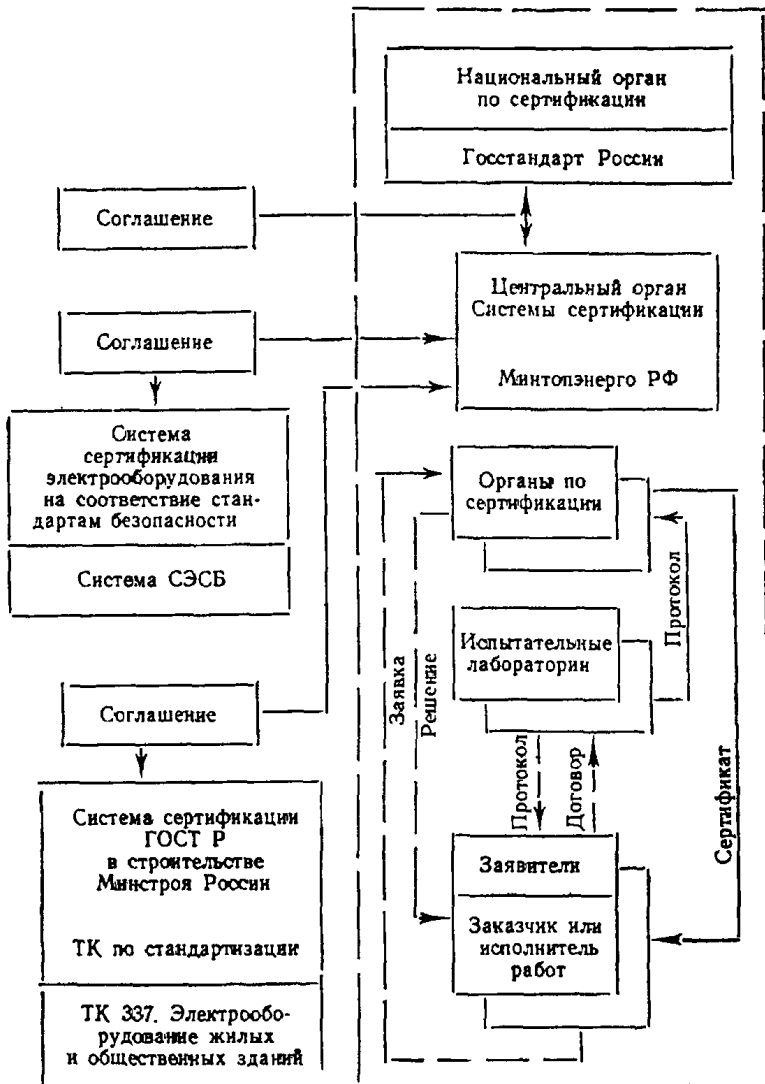 Национальный орган
по сертификации
Госстандарт России
Соглашение
Центральный орган
Системы сертификации
Минтопэнерго РФ
Соглашение
Система
сертификации
электрооборудования
на соответствие стан-
дартам безопасности
Система СЭСБ
Органы по
сертификации
Протокол
Испытательные
лаборатории
Заявка
Решение
Соглашение
Протокол
Договор
Сертификат
Система сертификации
ГОСТ Р
в строительстве
Минстроя России
ТК по стандартизации
ТК 337. Электрообо-
рудование жилых
и общественных зданий
Заявители
Заказчик или
исполнитель
работ